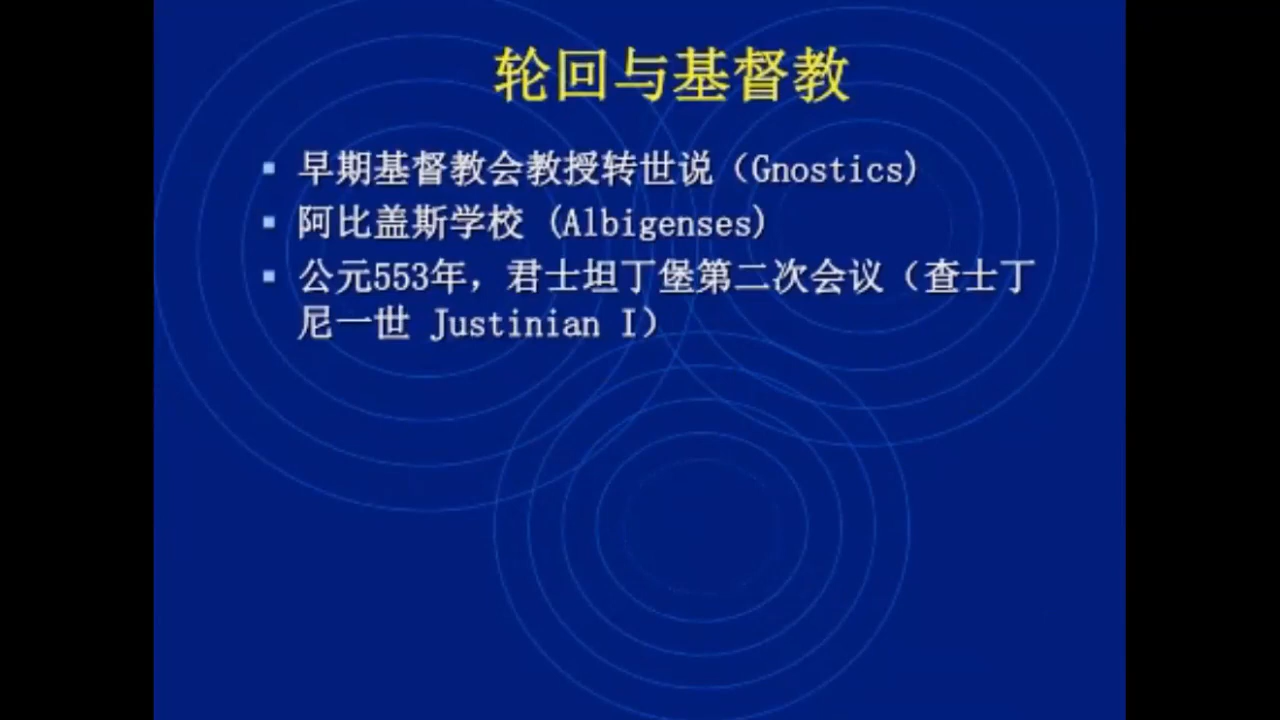 轮回与基督教
▪ 早期基督教会教授转世说（Gnostics)
▪ 阿比盖斯学校 (Albigenses)
▪ 公元553年，君士坦丁堡第二次会议（查士丁
尼一世 Justinian I）